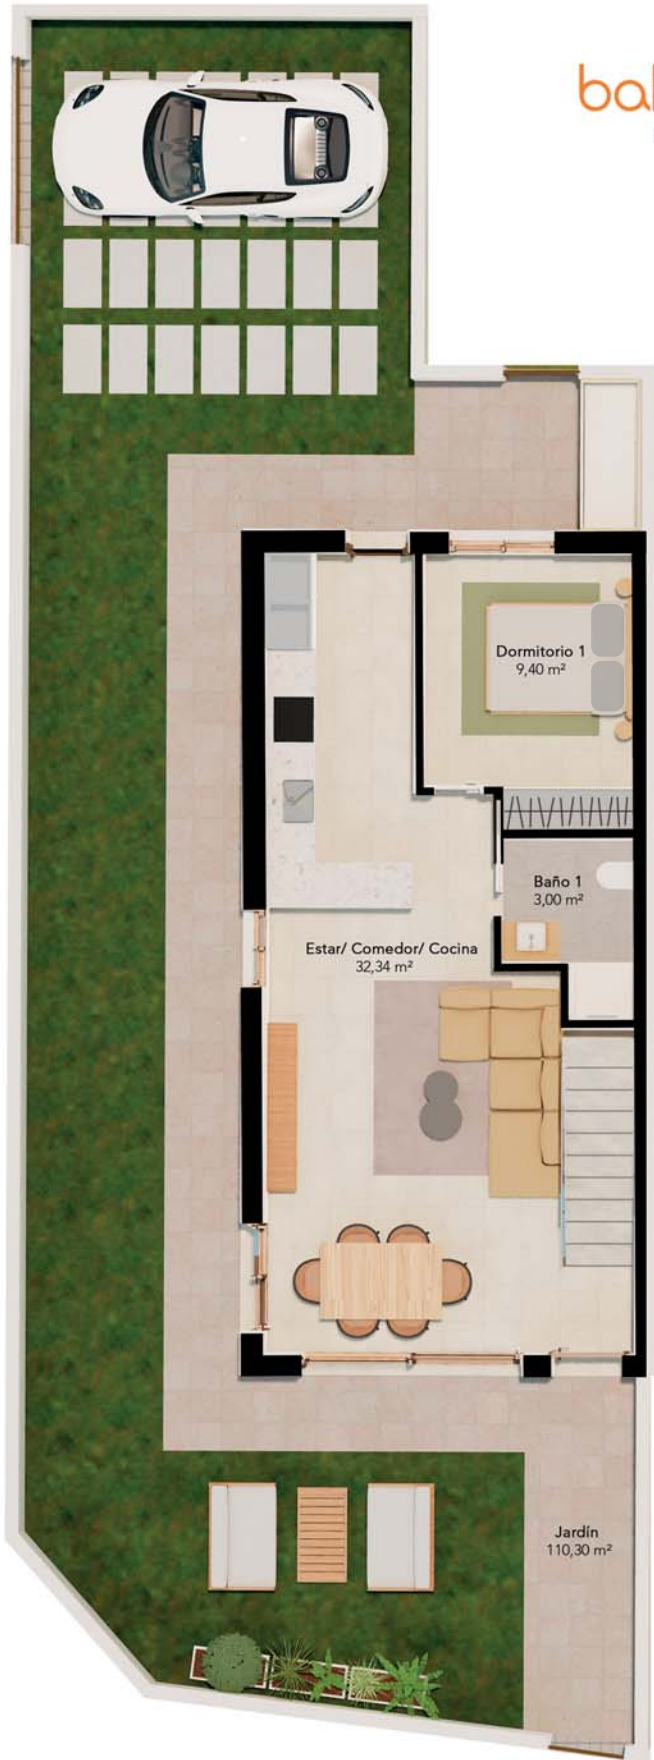 Dormitorio 1
9,40 m²
Baño 1
3,00 m²
Estar/ Comedor/ Cocina
32,34 m²
Jardín
110,30 m²